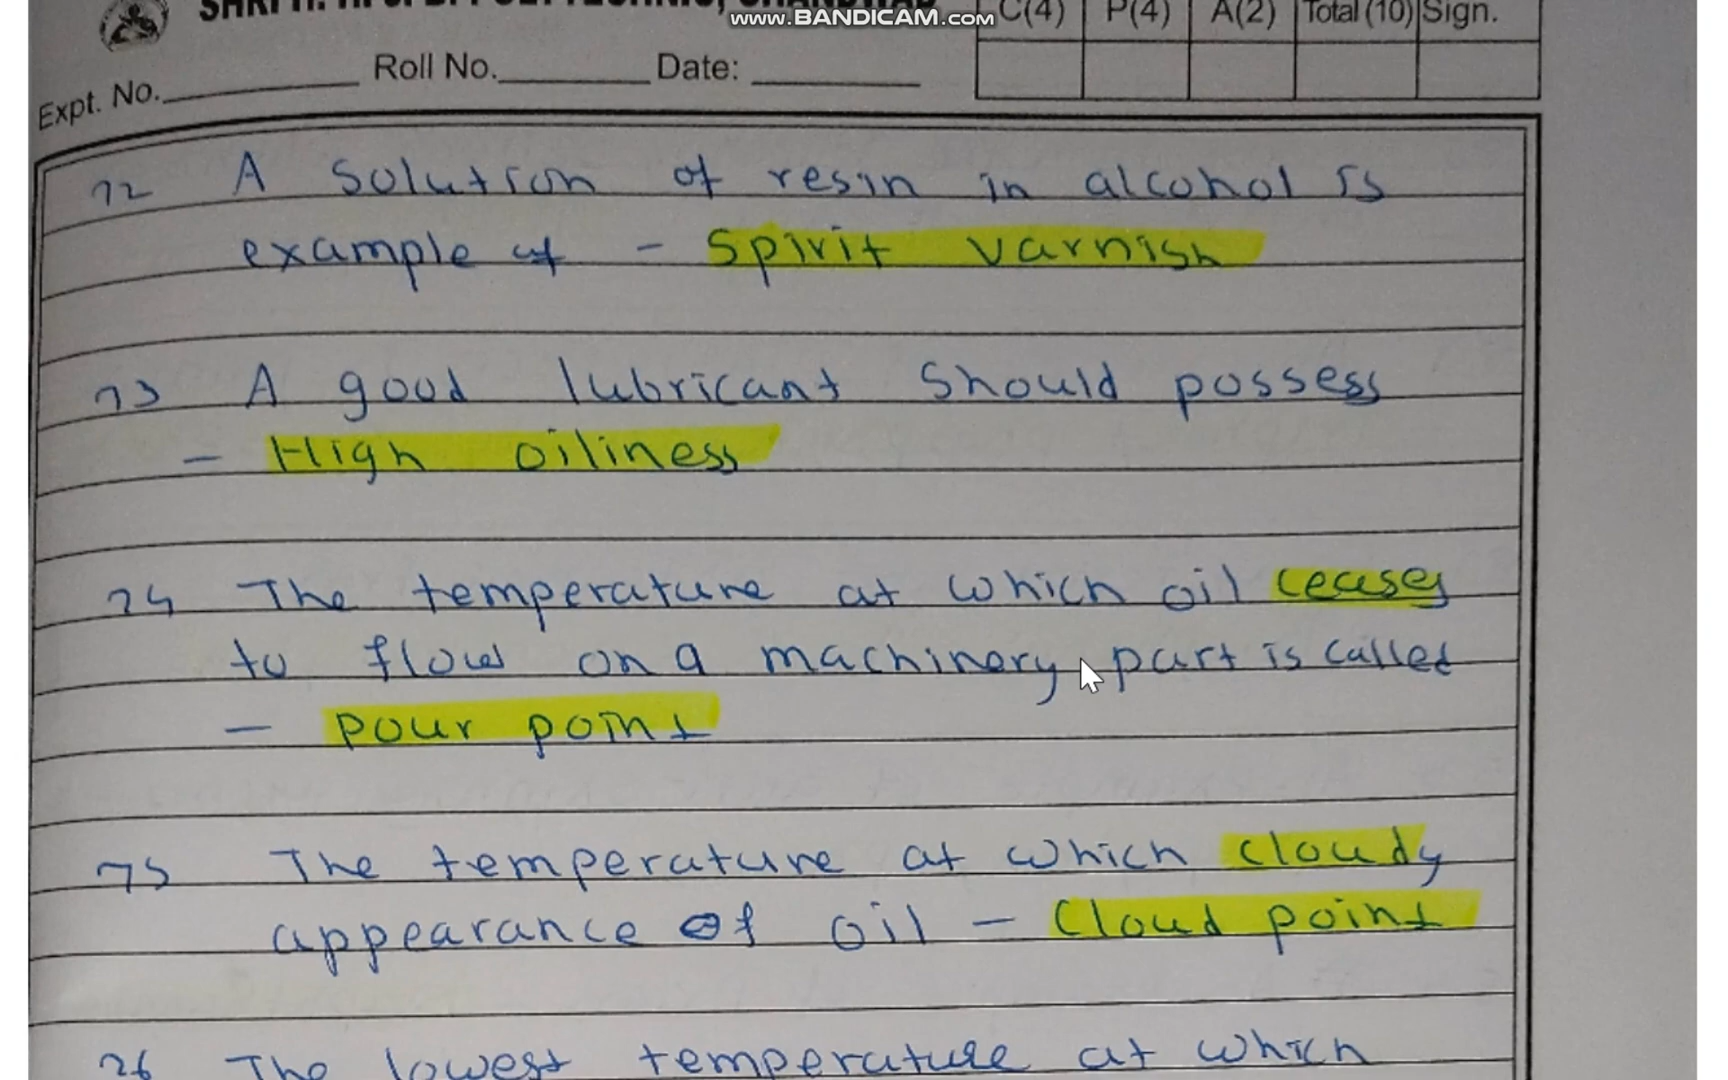 www.BANDICAM.com
C(4) P(4) A(2) Total (10) Sign.
Expt. No. Roll No. Date:
72 A Solution of resin in alcohol is
example of - Spirit varnish
73 A good lubricant Should possess
- High oiliness
74 The temperature at which oil ceases
to flow on a machinery part is called
- pour point
75 The temperature at which cloudy
appearance of oil - Cloud point
76 The lowest temperature at which